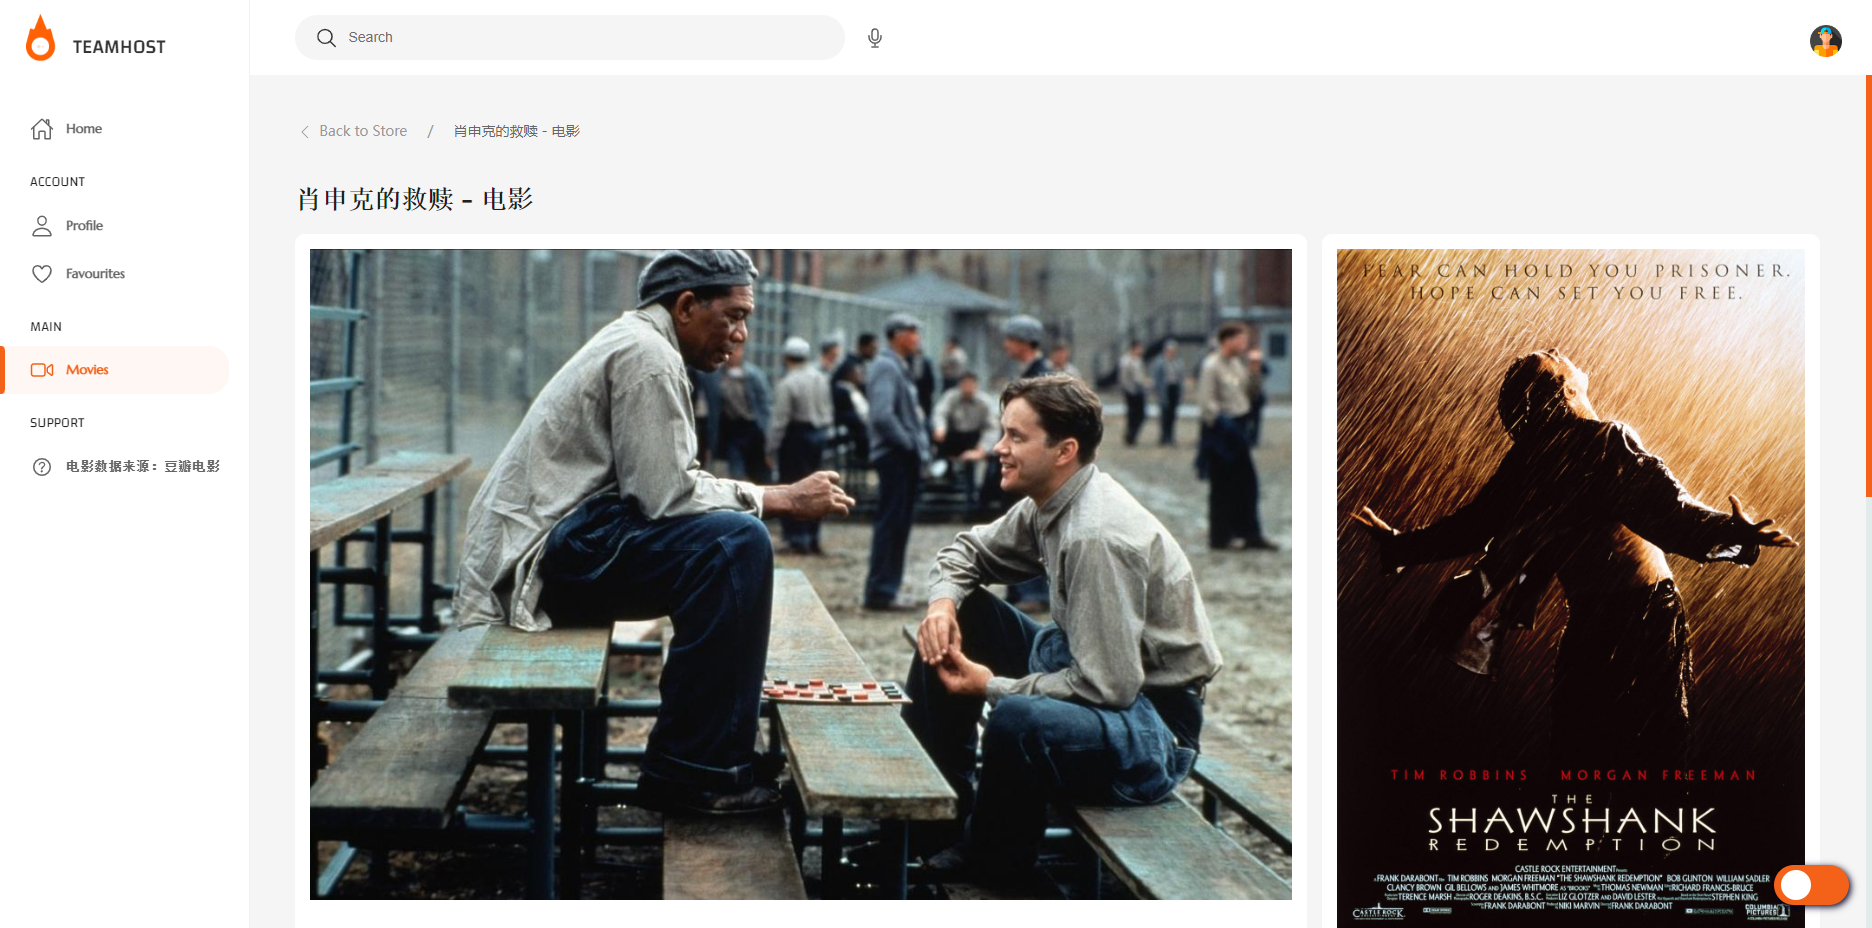 TEAMHOST
Search
Home
ACCOUNT
Profile
Favourites
MAIN
Movies
SUPPORT
电影数据来源：豆瓣电影
Back to Store / 肖申克的救赎 - 电影
肖申克的救赎 - 电影
FEAR CAN HOLD YOU PRISONER.
HOPE CAN SET YOU FREE.
TIM ROBBINS MORGAN FREEMAN
THE
SHAWSHANK
REDEMPTION
CASTLE ROCK ENTERTAINMENT
FRANK DARABONT TIM ROBBINS MORGAN FREEMAN "THE SHAWSHANK REDEMPTION" BOB GUNTON WILLIAM SADLER
CLANCY BROWN GIL BELLOWS AND JAMES WHITMORE AS "BROOKS" THOMAS NEWMAN RICHARD FRANCIS-BRUCE
TERENCE MARSH ROGER DEAKINS, B.S.C. LIZ GLOTZER AND DAVID LESTER STEPHEN KING
FRANK DARABONT NIKI MARVIN FRANK DARABONT
CASTLE ROCK
COLUMBIA
PICTURES